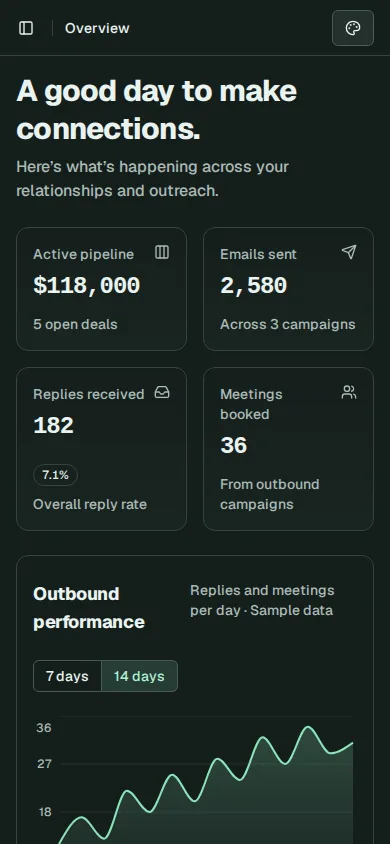 Overview
A good day to make
connections.
Here’s what’s happening across your
relationships and outreach.
Active pipeline
$118,000
5 open deals
Emails sent
2,580
Across 3 campaigns
Replies received
182
7.1%
Overall reply rate
Meetings
booked
36
From outbound
campaigns
Outbound
performance
Replies and meetings
per day · Sample data
7 days
14 days
36
27
18